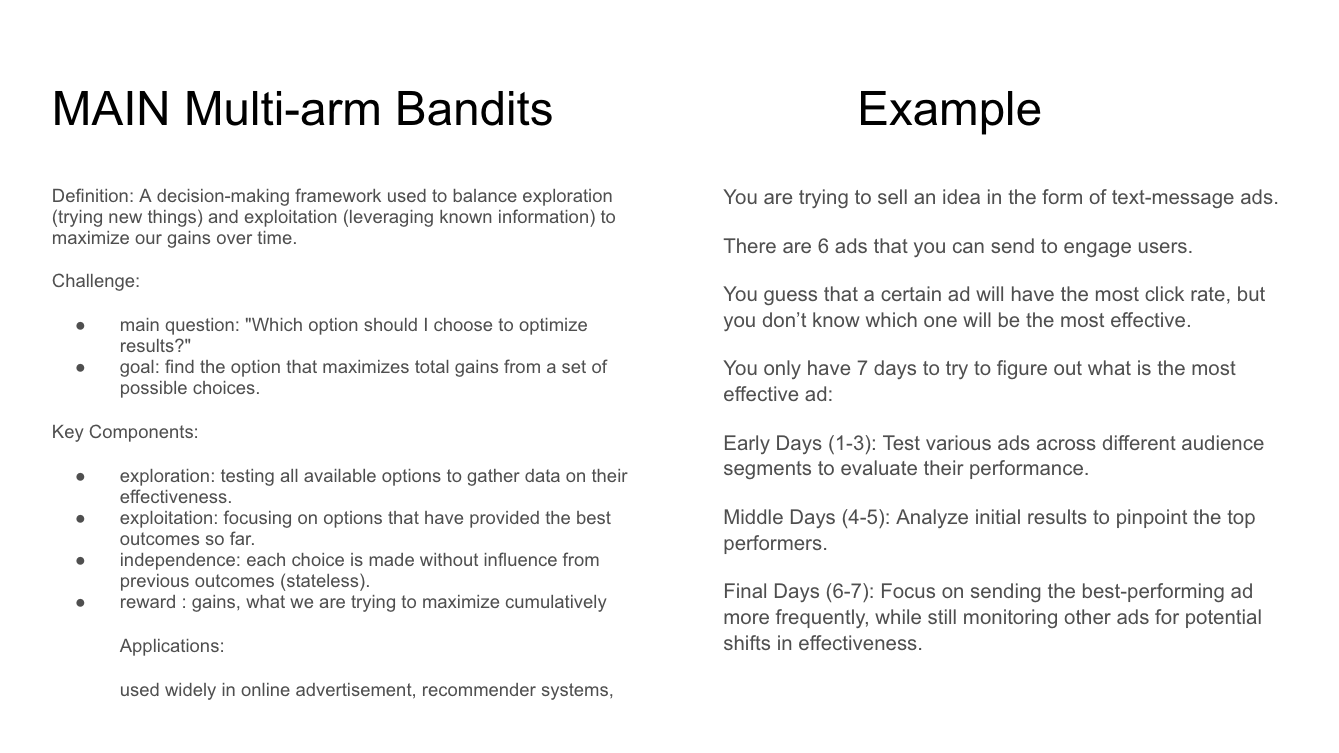 MAIN Multi-arm Bandits
Definition: A decision-making framework used to balance exploration
(trying new things) and exploitation (leveraging known information) to
maximize our gains over time.
Challenge:
● main question: "Which option should I choose to optimize
results?"
● goal: find the option that maximizes total gains from a set of
possible choices.
Key Components:
● exploration: testing all available options to gather data on their
effectiveness.
● exploitation: focusing on options that have provided the best
outcomes so far.
● independence: each choice is made without influence from
previous outcomes (stateless).
● reward : gains, what we are trying to maximize cumulatively
Applications:
used widely in online advertisement, recommender systems,
Example
You are trying to sell an idea in the form of text-message ads.
There are 6 ads that you can send to engage users.
You guess that a certain ad will have the most click rate, but
you don’t know which one will be the most effective.
You only have 7 days to try to figure out what is the most
effective ad:
Early Days (1-3): Test various ads across different audience
segments to evaluate their performance.
Middle Days (4-5): Analyze initial results to pinpoint the top
performers.
Final Days (6-7): Focus on sending the best-performing ad
more frequently, while still monitoring other ads for potential
shifts in effectiveness.